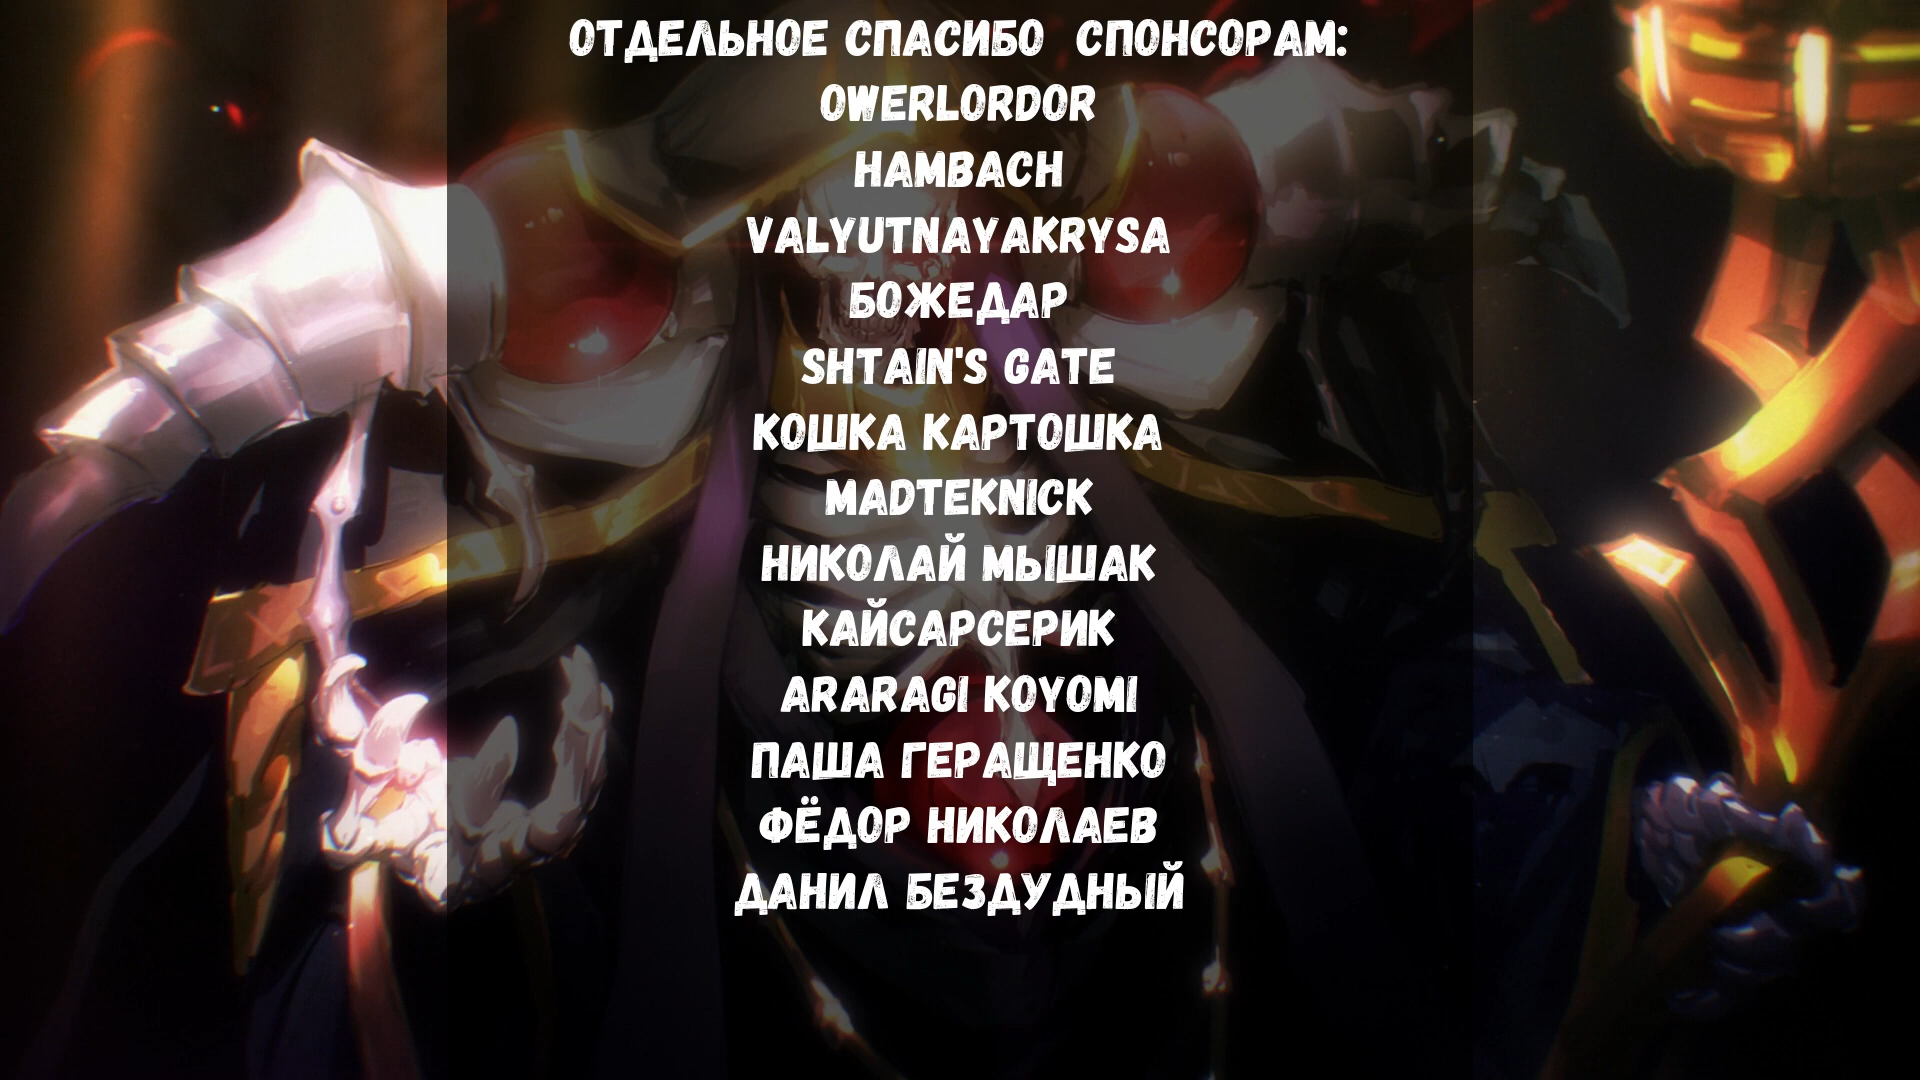 ОТДЕЛЬНОЕ СПАСИБО СПОНСОРАМ:
OWERLORDOR
HAMBACH
VALYUTNAYAKRYSA
БОЖЕДАР
SHTAIN'S GATE
КОШКА КАРТОШКА
MADTEKNICK
НИКОЛАЙ МЫШАК
КАЙСАРСЕРИК
ARARAGI KOYOMI
ПАША ГЕРАЩЕНКО
ФЁДОР НИКОЛАЕВ
ДАНИЛ БЕЗДУДНЫЙ